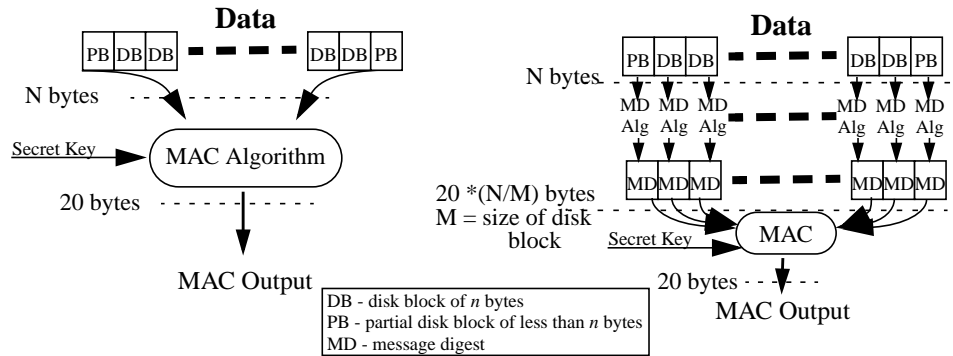 Data
PB DB DB DB DB PB
N bytes
Secret Key
MAC Algorithm
20 bytes
MAC Output
Data
PB DB DB DB DB PB
N bytes
MD MD MD MD MD MD
Alg Alg Alg Alg Alg Alg
MD MD MD MD MD MD
20 *(N/M) bytes
M = size of disk
block
Secret Key
MAC
20 bytes
MAC Output
DB - disk block of n bytes
PB - partial disk block of less than n bytes
MD - message digest